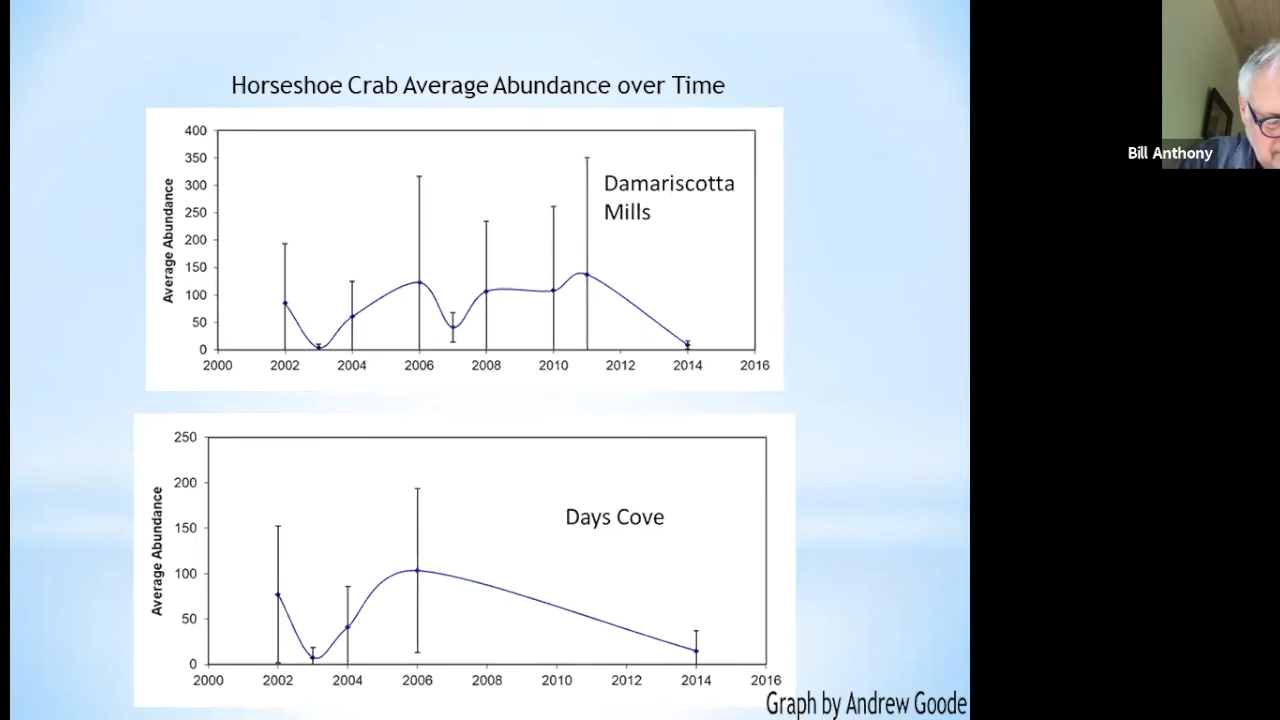 Horseshoe Crab Average Abundance over Time
400
350
300
250
200
150
100
50
0
Average Abundance
Damariscotta
Mills
2000 2002 2004 2006 2008 2010 2012 2014 2016
250
200
150
100
50
0
Average Abundance
Days Cove
2000 2002 2004 2006 2008 2010 2012 2014 2016
Graph by Andrew Goode
Bill Anthony